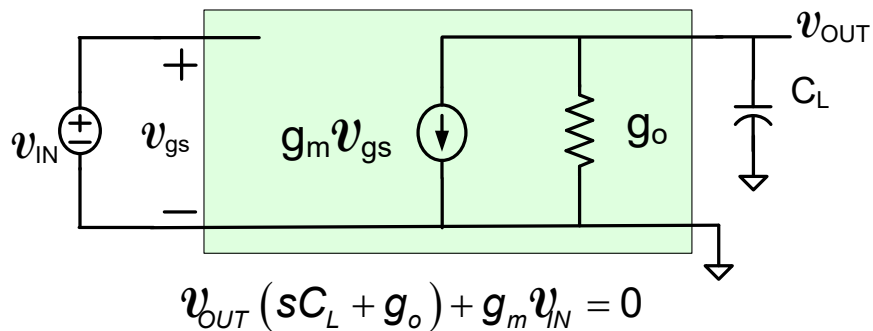 v_OUT
+
C_L
v_IN
+
−
v_gs
g_m v_gs
g_o
−
v_OUT (sC_L + g_o) + g_m v_IN = 0